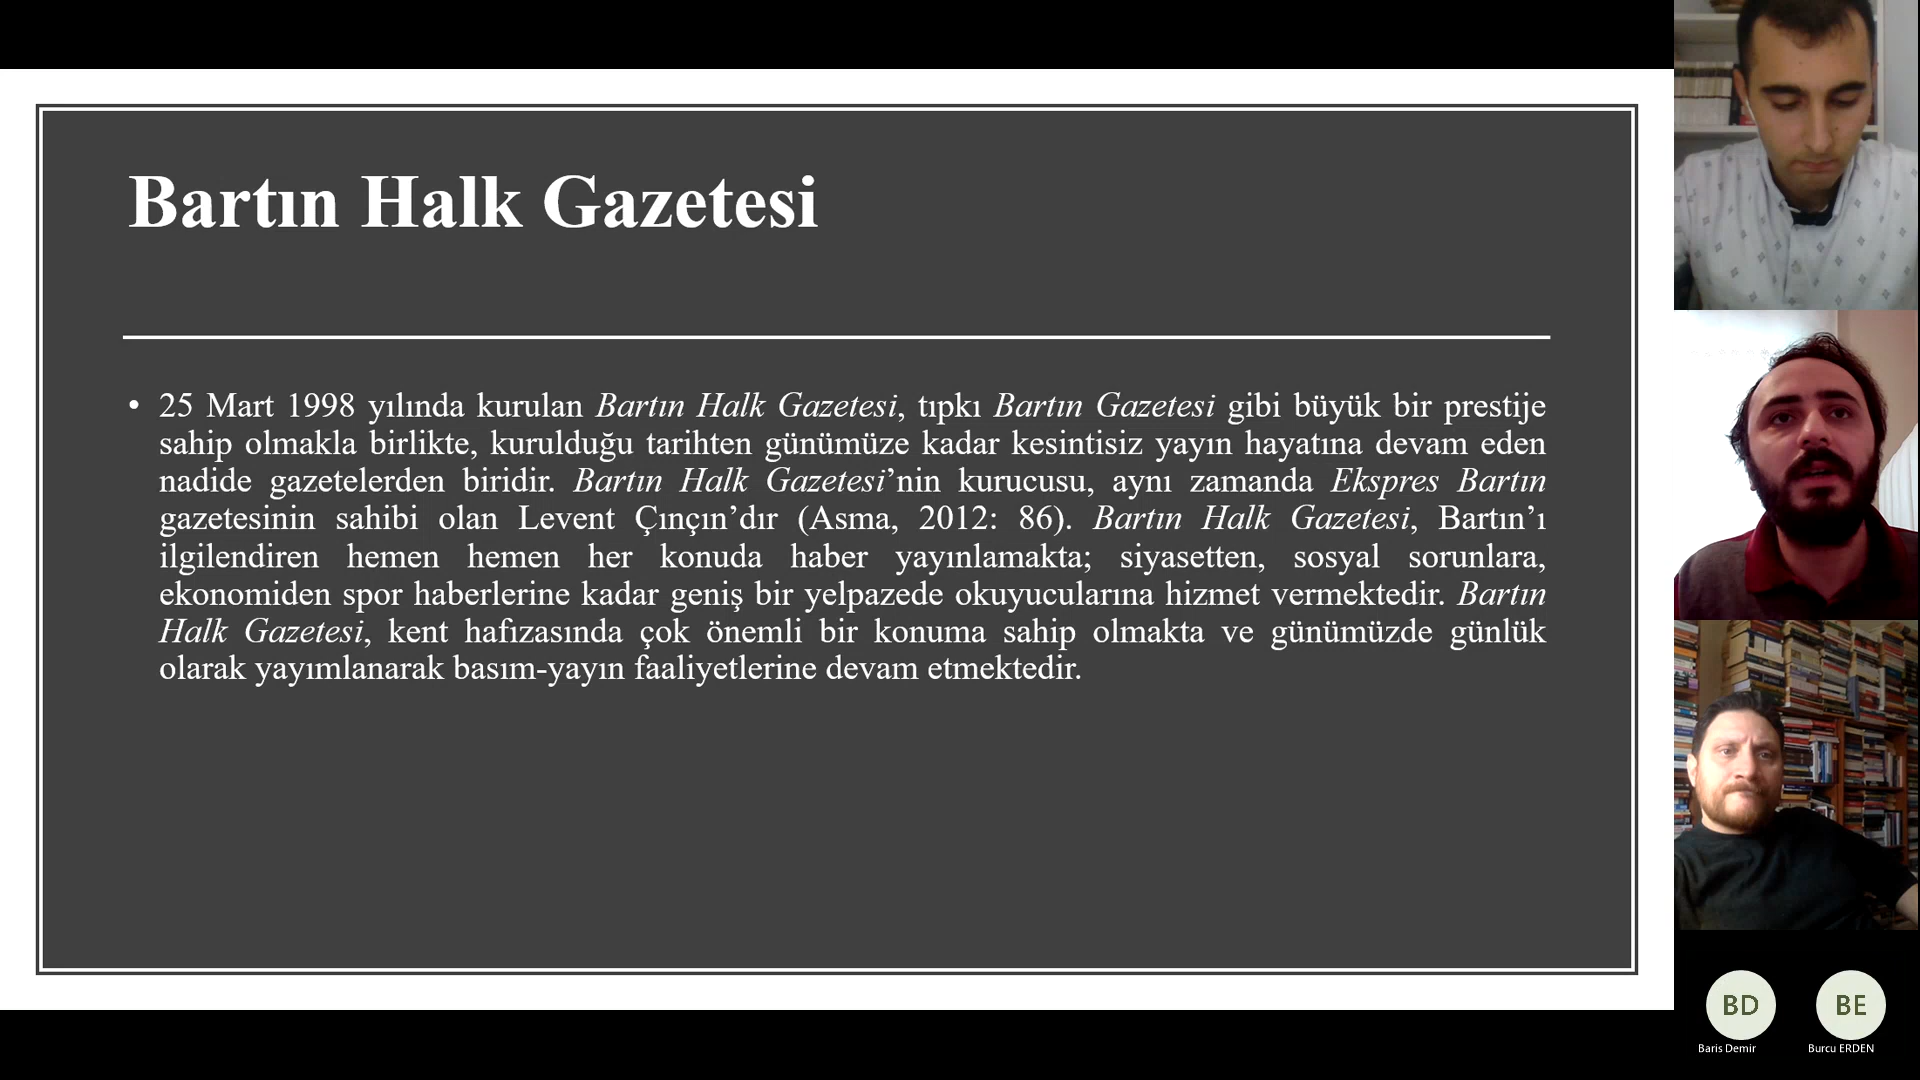 Bartın Halk Gazetesi
• 25 Mart 1998 yılında kurulan Bartın Halk Gazetesi, tıpkı Bartın Gazetesi gibi büyük bir prestije
sahip olmakla birlikte, kurulduğu tarihten günümüze kadar kesintisiz yayın hayatına devam eden
nadide gazetelerden biridir. Bartın Halk Gazetesi’nin kurucusu, aynı zamanda Ekspres Bartın
gazetesinin sahibi olan Levent Çınçın’dır (Asma, 2012: 86). Bartın Halk Gazetesi, Bartın’ı
ilgilendiren hemen hemen her konuda haber yayınlamakta; siyasetten, sosyal sorunlara,
ekonomiden spor haberlerine kadar geniş bir yelpazede okuyucularına hizmet vermektedir. Bartın
Halk Gazetesi, kent hafızasında çok önemli bir konuma sahip olmakta ve günümüzde günlük
olarak yayımlanarak basım-yayın faaliyetlerine devam etmektedir.
BD
BE
Baris Demir
Burcu ERDEN